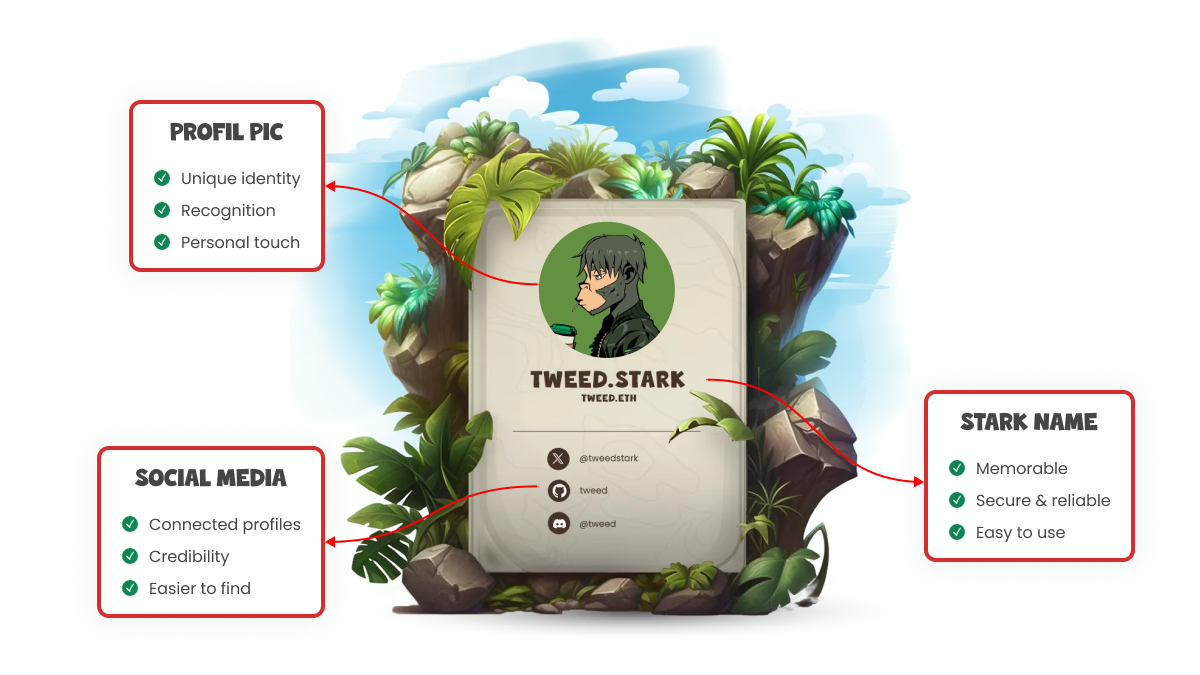 PROFIL PIC
Unique identity
Recognition
Personal touch
TWEED.STARK
TWEED.ETH
@tweedstark
tweed
@tweed
SOCIAL MEDIA
Connected profiles
Credibility
Easier to find
STARK NAME
Memorable
Secure & reliable
Easy to use